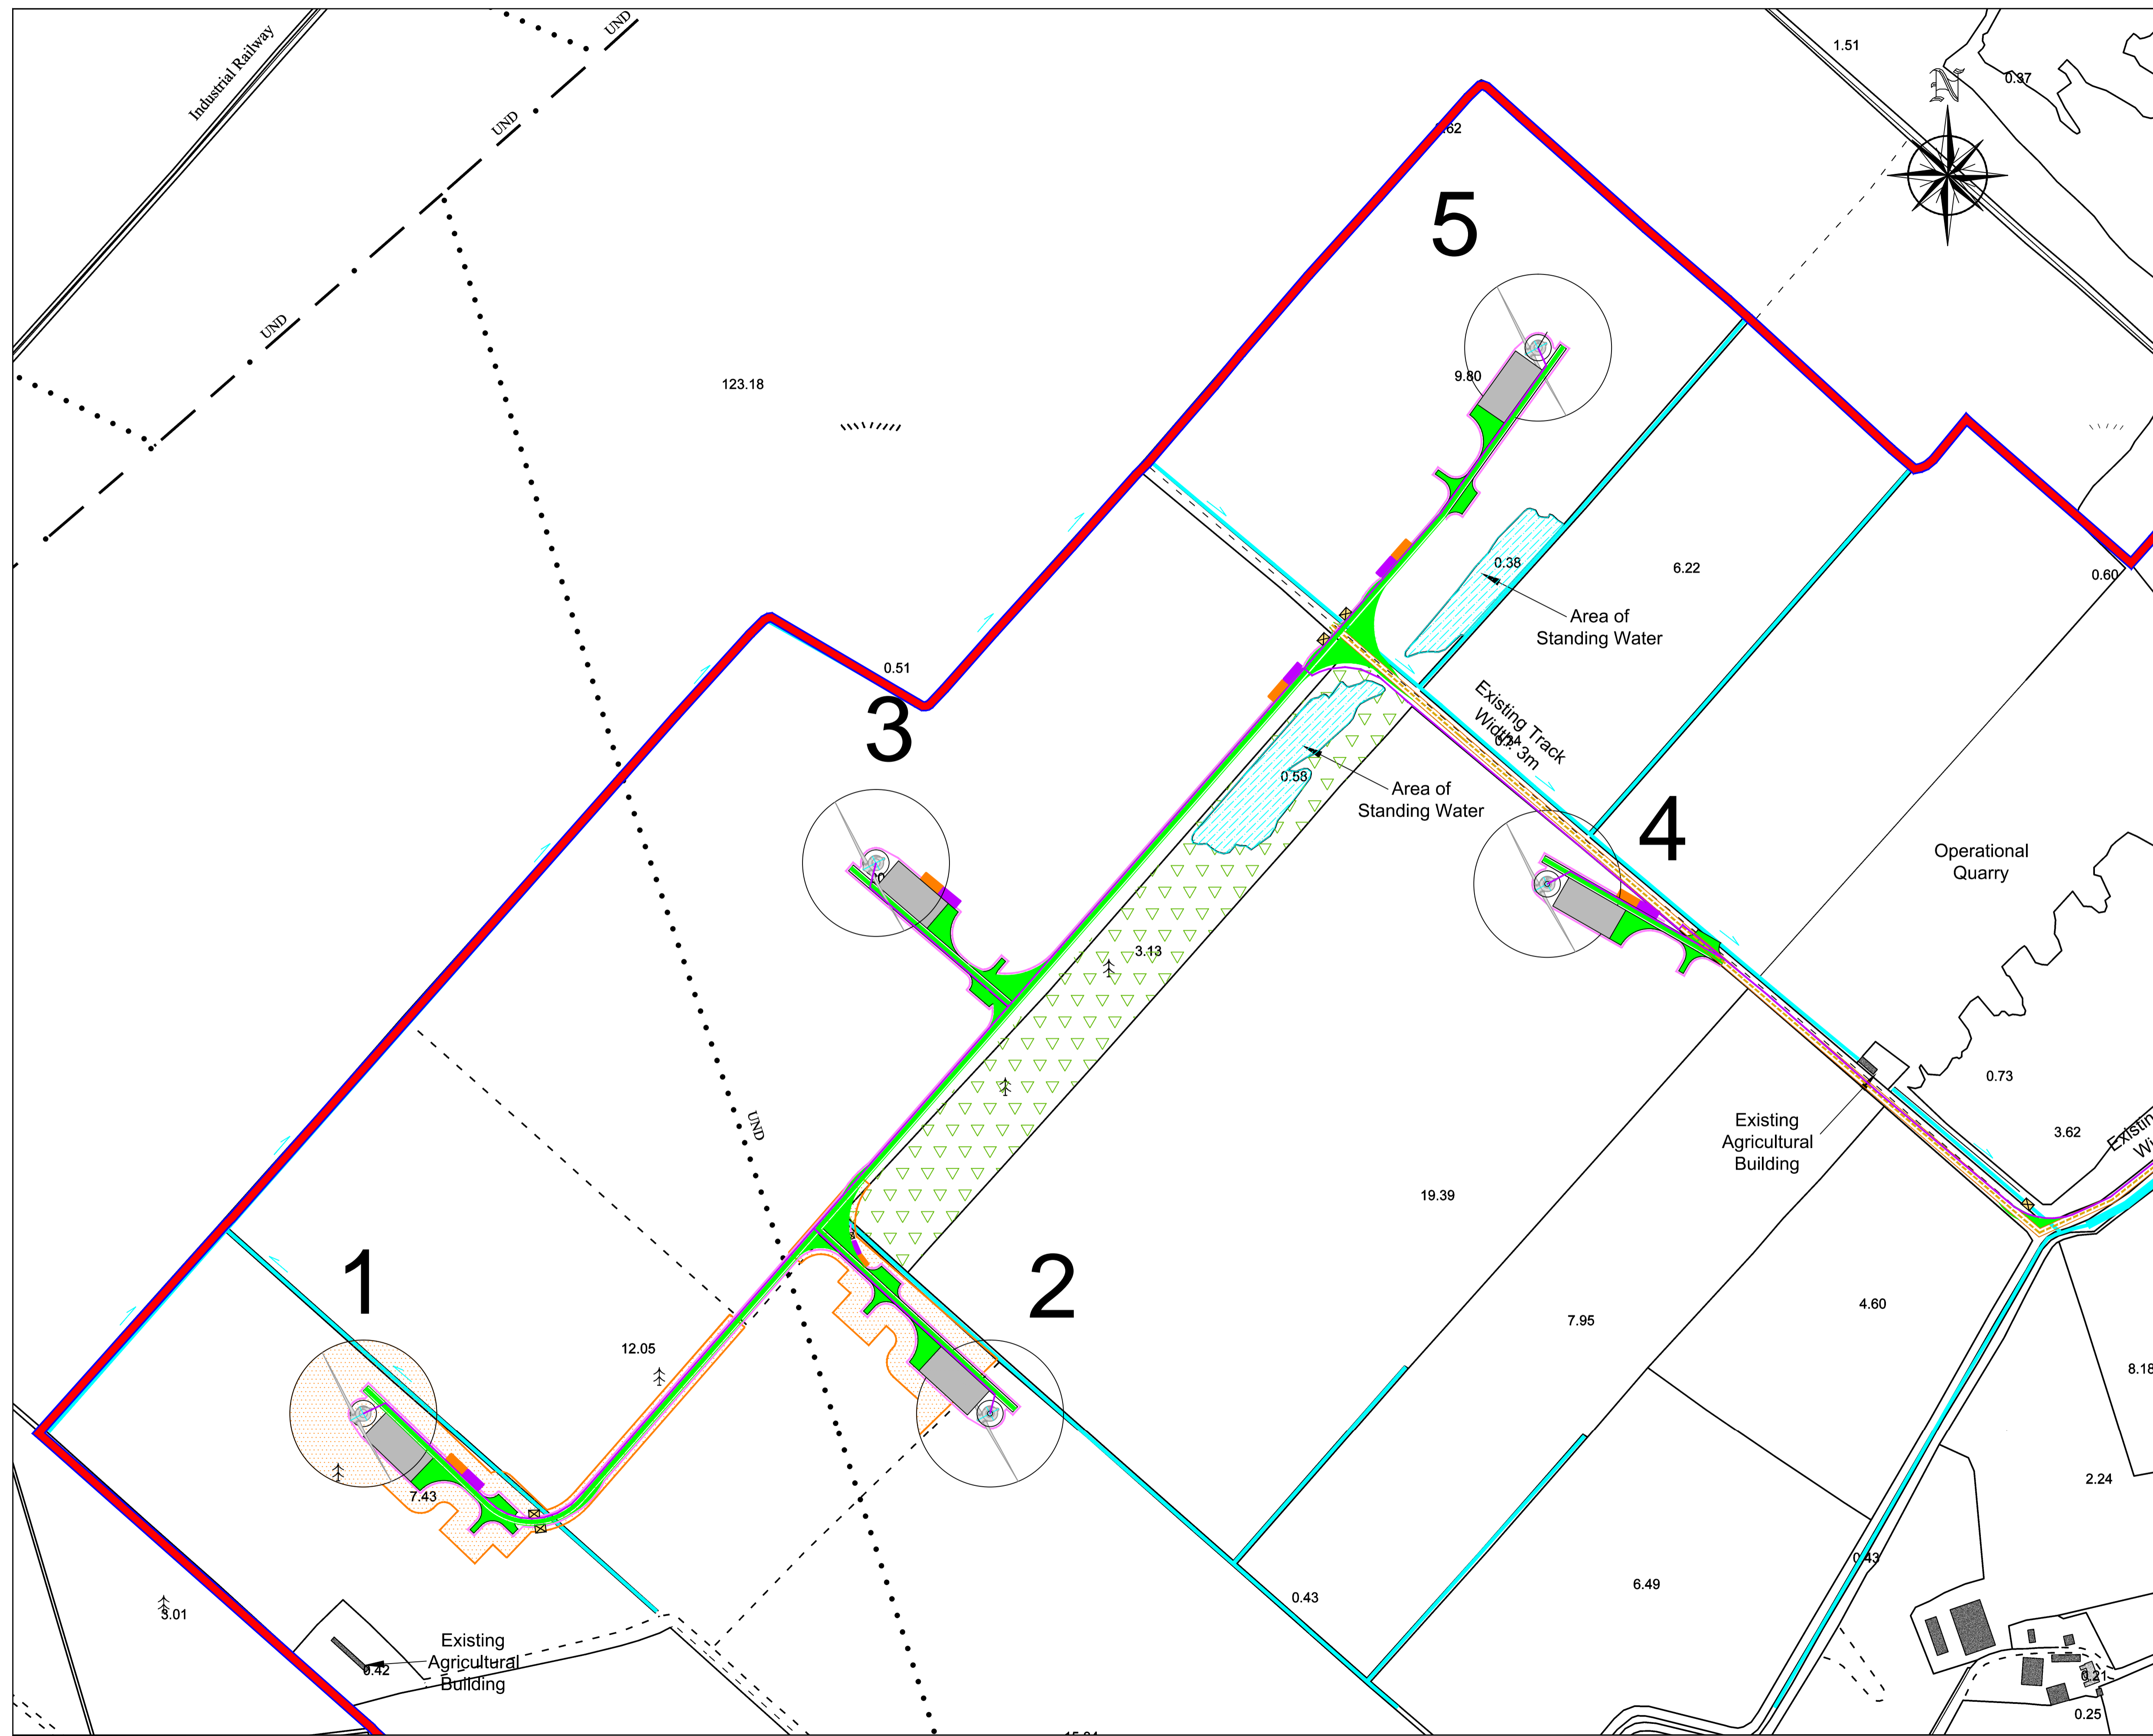 UND
Industrial Railway
1.51
0.37
N
UND
5
UND
123.18
9.80
0.38
6.22
0.60
Area of
Standing Water
0.51
3
Existing Track
Width: 3m
0.58
Area of
Standing Water
4
Operational
Quarry
3.13
0.73
UND
Existing
Agricultural
Building
3.62
19.39
1
2
12.05
7.95
4.60
8.18
7.43
2.24
0.43
0.43
6.49
3.01
Existing
Agricultural
Building
0.42
0.21
0.25